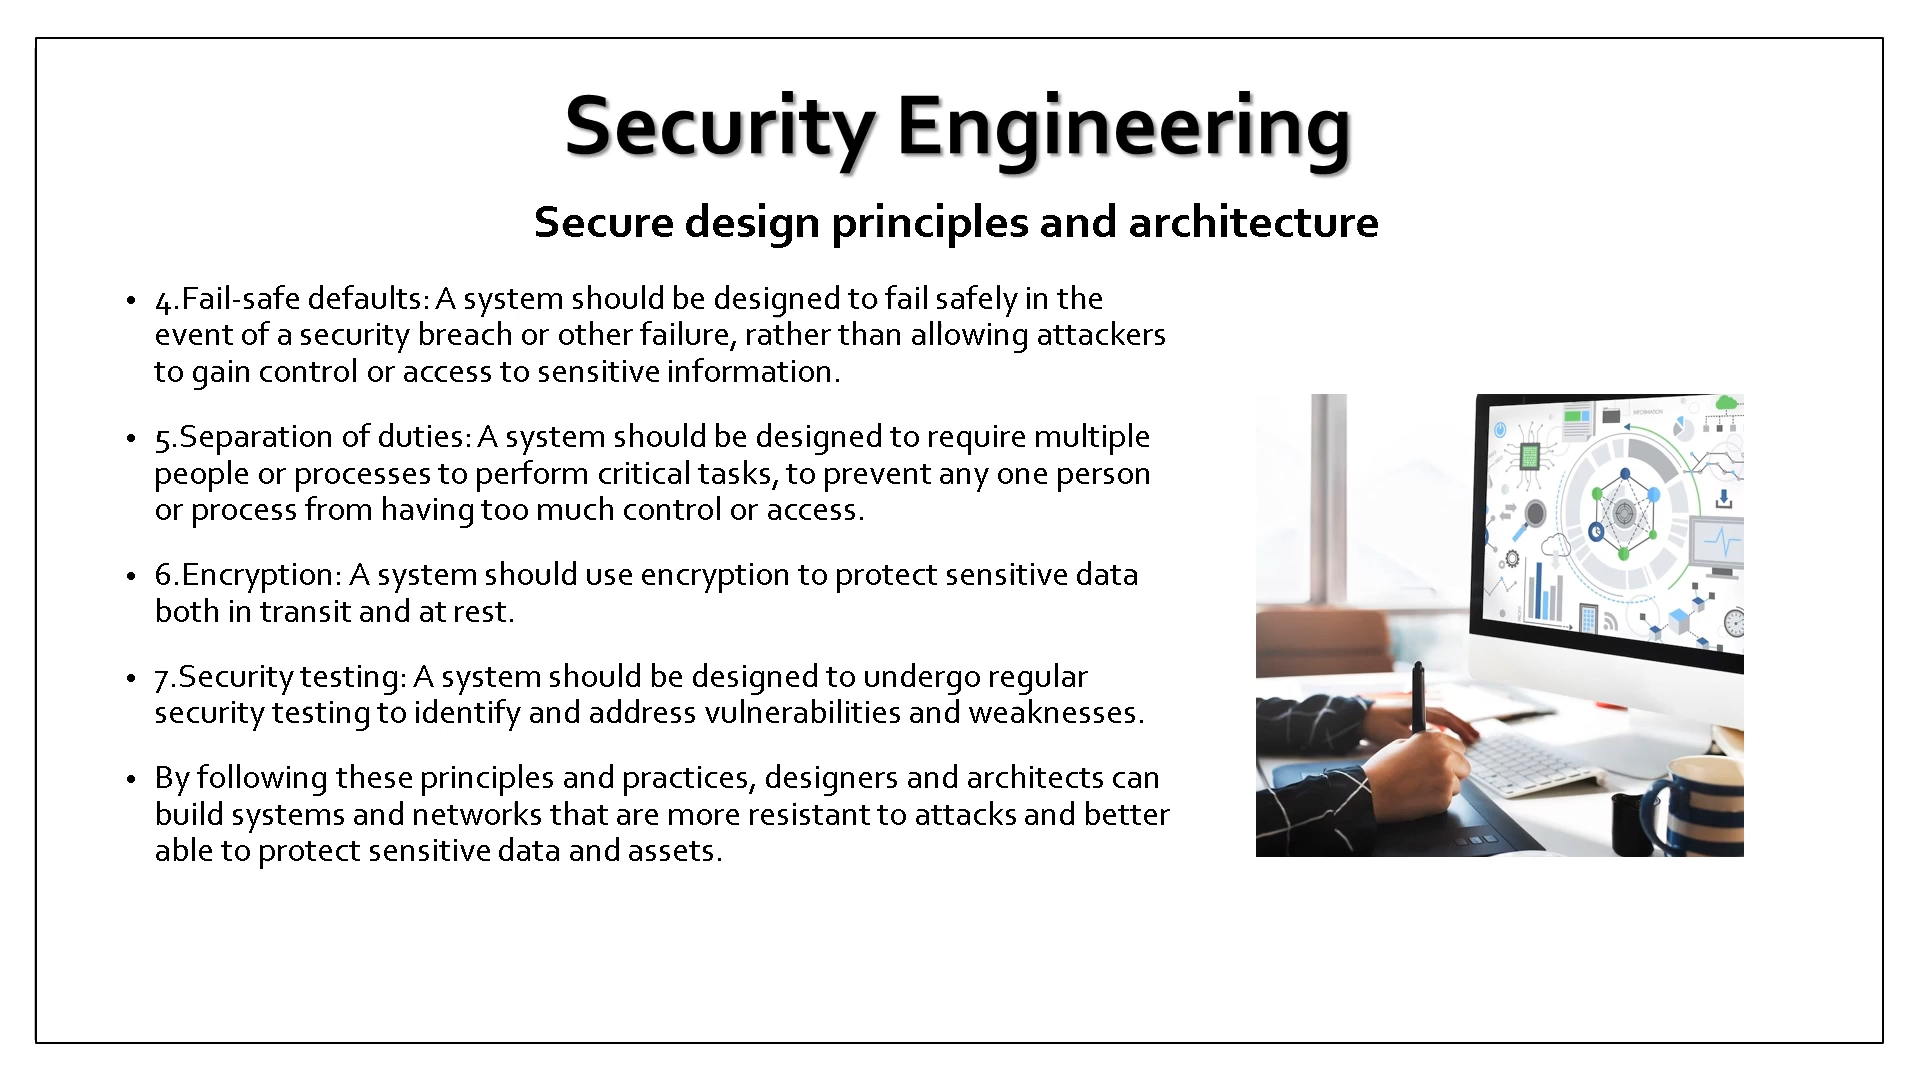 Security Engineering
Secure design principles and architecture
• 4.Fail-safe defaults: A system should be designed to fail safely in the
event of a security breach or other failure, rather than allowing attackers
to gain control or access to sensitive information.
• 5.Separation of duties: A system should be designed to require multiple
people or processes to perform critical tasks, to prevent any one person
or process from having too much control or access.
• 6.Encryption: A system should use encryption to protect sensitive data
both in transit and at rest.
• 7.Security testing: A system should be designed to undergo regular
security testing to identify and address vulnerabilities and weaknesses.
• By following these principles and practices, designers and architects can
build systems and networks that are more resistant to attacks and better
able to protect sensitive data and assets.
INFORMATION